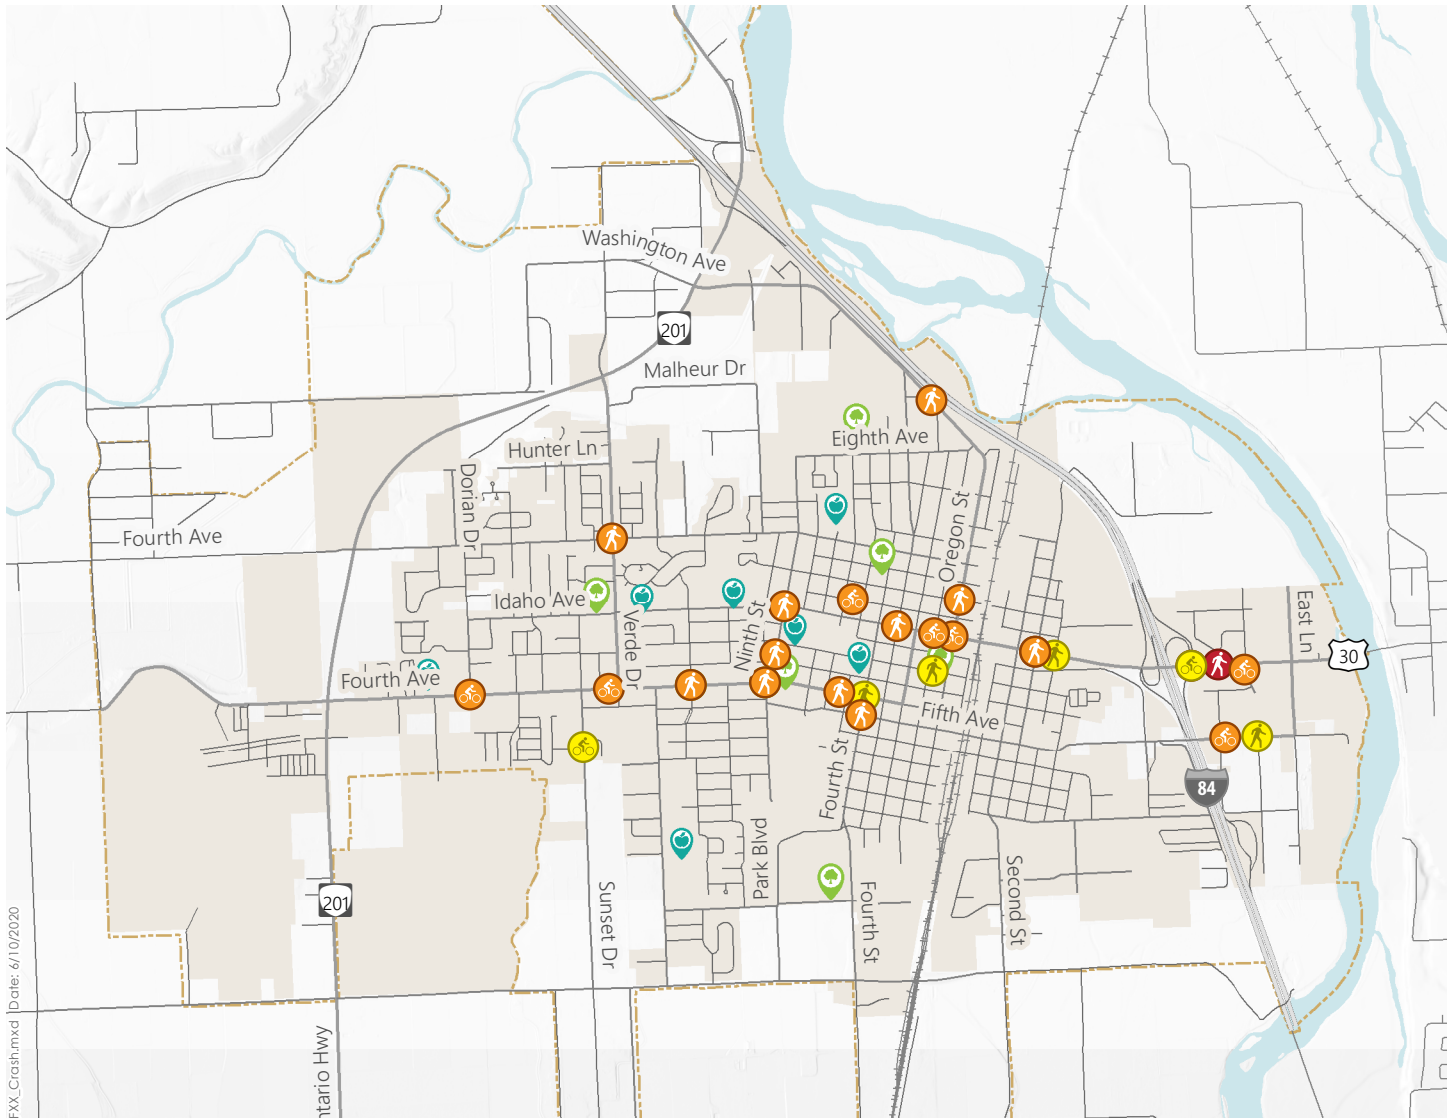 Washington Ave
201
Malheur Dr
Eighth Ave
Hunter Ln
Dorian Dr
Oregon St
Fourth Ave
Idaho Ave
Verde Dr
Ninth St
East Ln
30
Fourth Ave
Fifth Ave
Fourth St
84
Park Blvd
201
Sunset Dr
Fourth St
Second St
FXX_Crash.mxd | Date: 6/10/2020
ntario Hwy